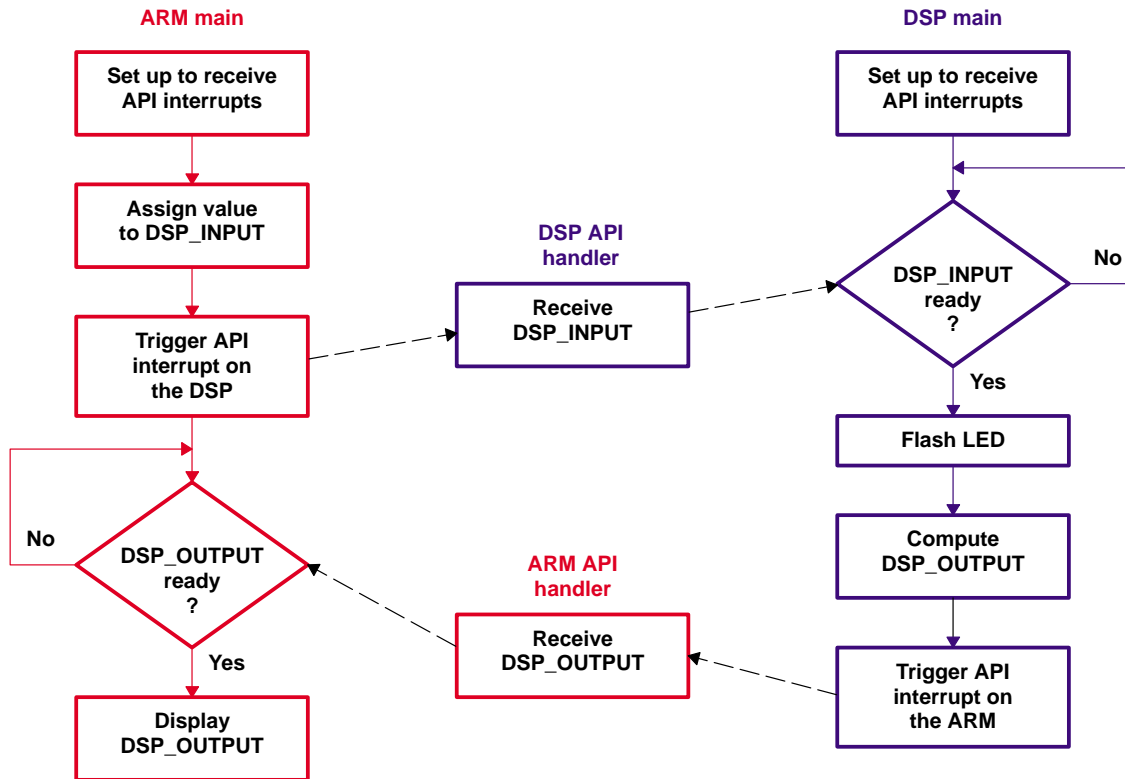 ARM main
Set up to receive
API interrupts
Assign value
to DSP_INPUT
Trigger API
interrupt on
the DSP
No
DSP_OUTPUT
ready
?
Yes
Display
DSP_OUTPUT
DSP API
handler
Receive
DSP_INPUT
ARM API
handler
Receive
DSP_OUTPUT
DSP main
Set up to receive
API interrupts
DSP_INPUT
ready
?
No
Yes
Flash LED
Compute
DSP_OUTPUT
Trigger API
interrupt on
the ARM